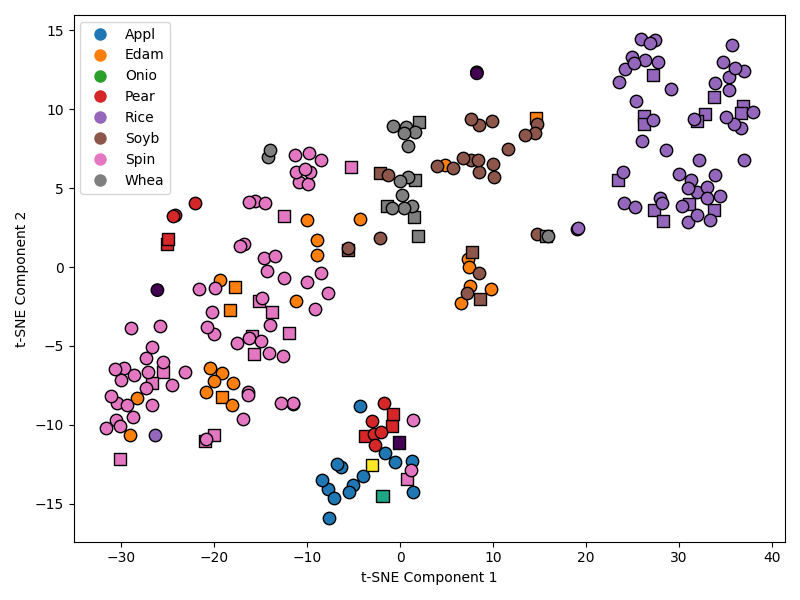 Appl
Edam
Onio
Pear
Rice
Soyb
Spin
Whea
15
10
5
0
−5
−10
−15
−30
−20
−10
0
10
20
30
40
t-SNE Component 2
t-SNE Component 1